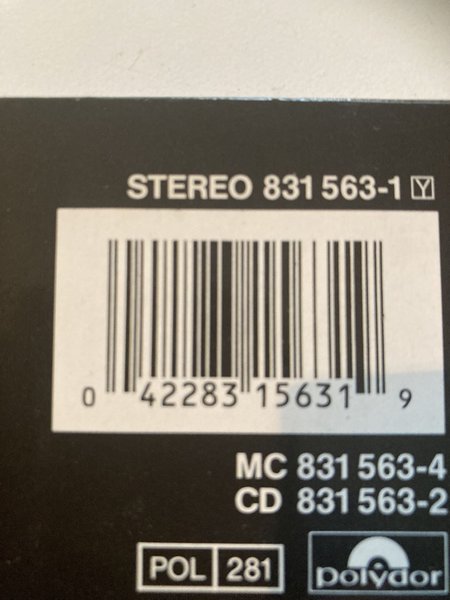 STEREO 831 563-1 Y
0 42283 15631 9
MC 831 563-4
CD 831 563-2
POL 281
polydor